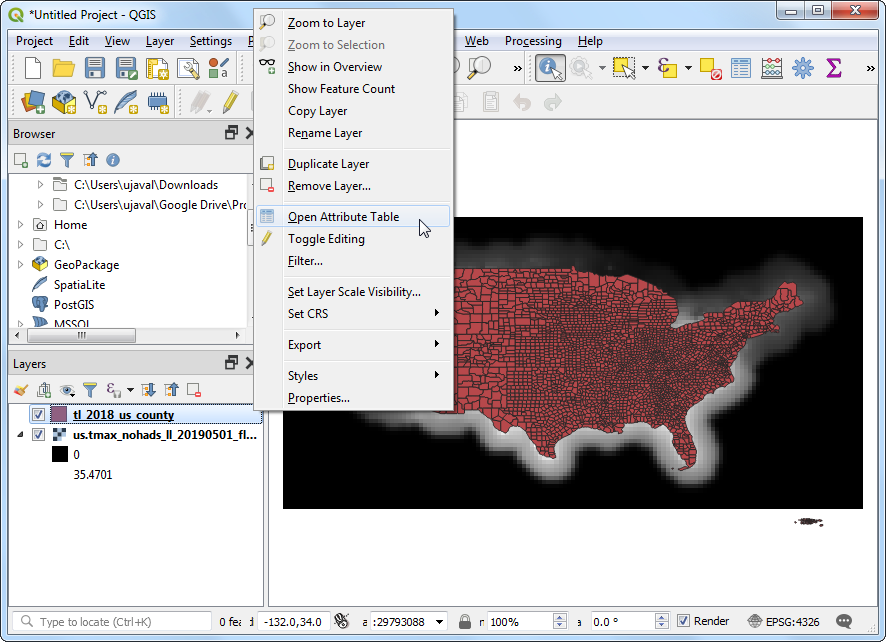 *Untitled Project - QGIS
Project Edit View Layer Settings P Web Processing Help
»
Σ
»
Zoom to Layer
Zoom to Selection
Show in Overview
Show Feature Count
Copy Layer
Rename Layer
Duplicate Layer
Remove Layer...
Open Attribute Table
Toggle Editing
Filter...
Set Layer Scale Visibility...
Set CRS
Export
Styles
Properties...
Browser
C:\Users\ujaval\Downloads
C:\Users\ujaval\Google Drive\Pro
Home
C:\
GeoPackage
SpatiaLite
PostGIS
MSSQL
Layers
tl_2018_us_county
us.tmax_nohads_ll_20190501_fl...
0
35.4701
Type to locate (Ctrl+K)
0 fea d -132.0,34.0 a :29793088 n 100% a 0.0 ° Render EPSG:4326